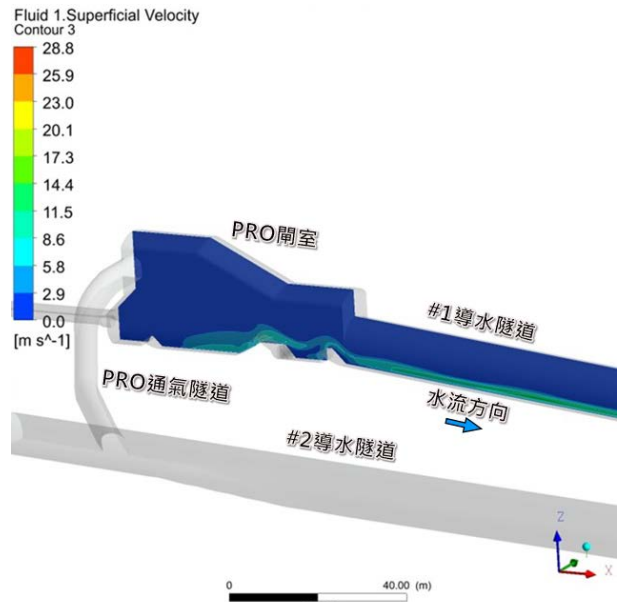 Fluid 1.Superficial Velocity
Contour 3
28.8
25.9
23.0
20.1
17.3
14.4
11.5
8.6
5.8
2.9
0.0
[m s^-1]
PRO閘室
#1導水隧道
PRO通氣隧道
水流方向
#2導水隧道
Z
X
0 40.00 (m)